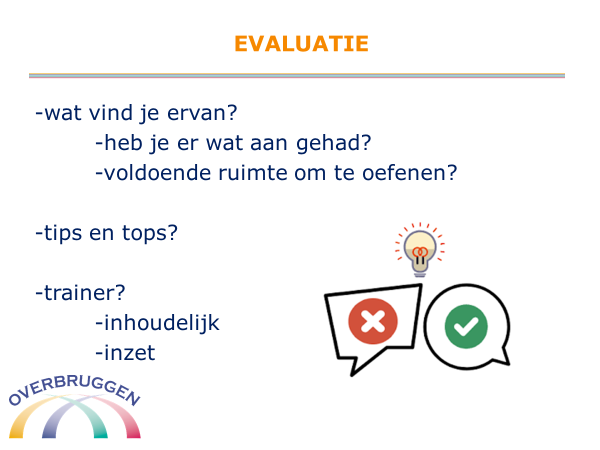 EVALUATIE
-wat vind je ervan?
-heb je er wat aan gehad?
-voldoende ruimte om te oefenen?
-tips en tops?
-trainer?
-inhoudelijk
-inzet
OVERBRUGGEN